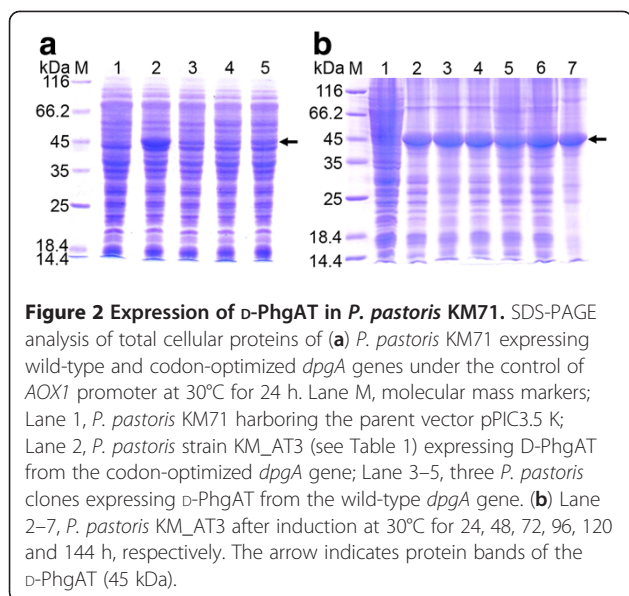 a
b
kDa M 1 2 3 4 5
116
66.2
45
35
25
18.4
14.4
kDa M 1 2 3 4 5 6 7
116
66.2
45
35
25
18.4
14.4
Figure 2 Expression of D-PhgAT in P. pastoris KM71. SDS-PAGE
analysis of total cellular proteins of (a) P. pastoris KM71 expressing
wild-type and codon-optimized dpgA genes under the control of
AOX1 promoter at 30°C for 24 h. Lane M, molecular mass markers;
Lane 1, P. pastoris KM71 harboring the parent vector pPIC3.5 K;
Lane 2, P. pastoris strain KM_AT3 (see Table 1) expressing D-PhgAT
from the codon-optimized dpgA gene; Lane 3–5, three P. pastoris
clones expressing D-PhgAT from the wild-type dpgA gene. (b) Lane
2–7, P. pastoris KM_AT3 after induction at 30°C for 24, 48, 72, 96, 120
and 144 h, respectively. The arrow indicates protein bands of the
D-PhgAT (45 kDa).